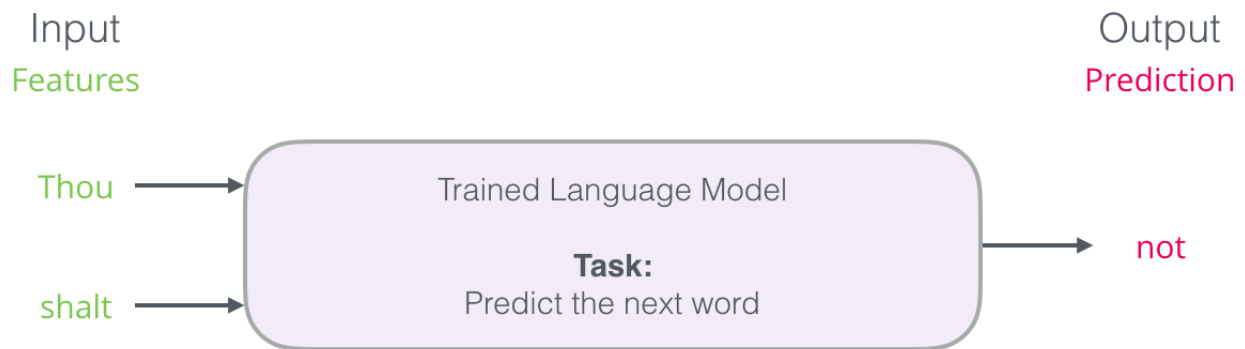 Input
Output
Features
Prediction
Thou
Trained Language Model
not
Task:
shalt
Predict the next word